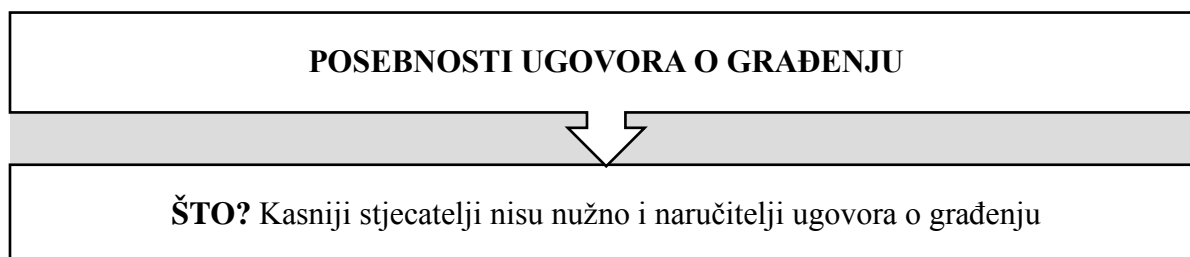 POSEBNOSTI UGOVORA O GRAĐENJU
ŠTO? Kasniji stjecatelji nisu nužno i naručitelji ugovora o građenju